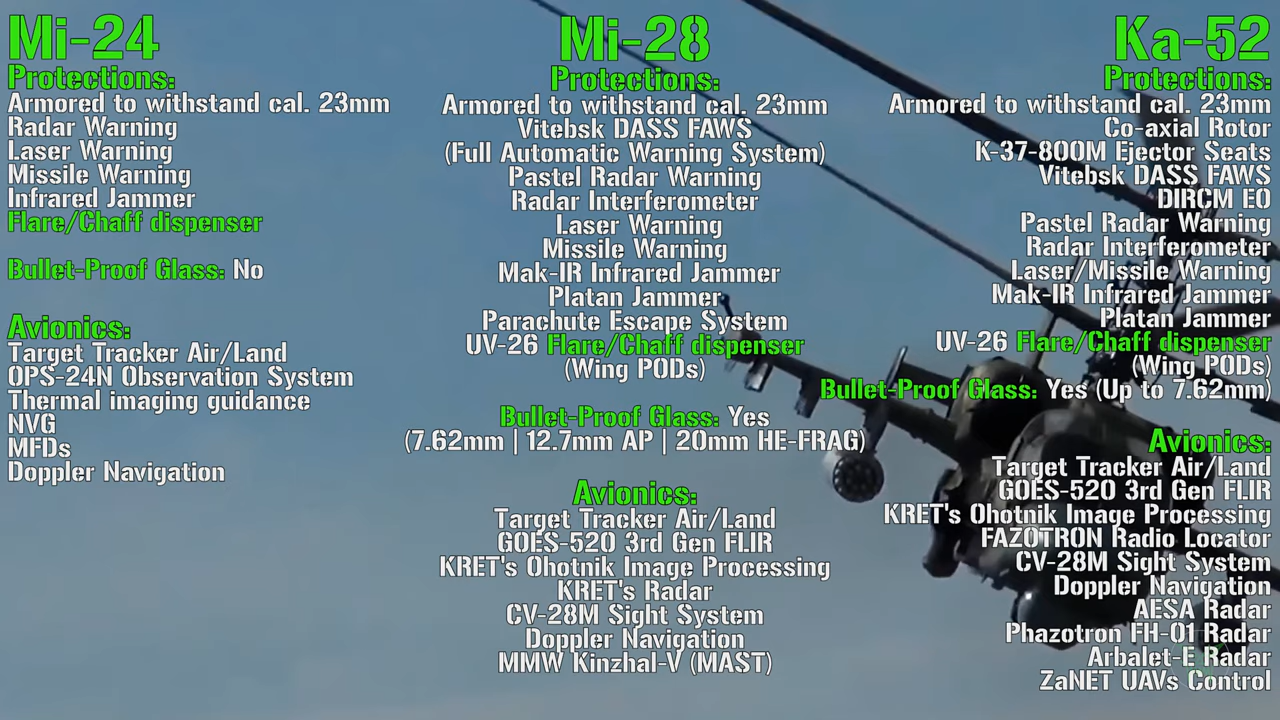 Mi-24
Protections:
Armored to withstand cal. 23mm
Radar Warning
Laser Warning
Missile Warning
Infrared Jammer
Flare/Chaff dispenser
Bullet-Proof Glass: No
Avionics:
Target Tracker Air/Land
OPS-24N Observation System
Thermal imaging guidance
NVG
MFDs
Doppler Navigation
Mi-28
Protections:
Armored to withstand cal. 23mm
Vitebsk DASS FAWS
(Full Automatic Warning System)
Pastel Radar Warning
Radar Interferometer
Laser Warning
Missile Warning
Mak-IR Infrared Jammer
Platan Jammer
Parachute Escape System
UV-26 Flare/Chaff dispenser
(Wing PODs)
Bullet-Proof Glass: Yes
(7.62mm | 12.7mm AP | 20mm HE-FRAG)
Avionics:
Target Tracker Air/Land
GOES-520 3rd Gen FLIR
KRET's Ohotnik Image Processing
KRET's Radar
CV-28M Sight System
Doppler Navigation
MMW Kinzhal-V (MAST)
Ka-52
Protections:
Armored to withstand cal. 23mm
Co-axial Rotor
K-37-800M Ejector Seats
Vitebsk DASS FAWS
DIRCM EO
Pastel Radar Warning
Radar Interferometer
Laser/Missile Warning
Mak-IR Infrared Jammer
Platan Jammer
UV-26 Flare/Chaff dispenser
(Wing PODs)
Bullet-Proof Glass: Yes (Up to 7.62mm)
Avionics:
Target Tracker Air/Land
GOES-520 3rd Gen FLIR
KRET's Ohotnik Image Processing
FAZOTRON Radio Locator
CV-28M Sight System
Doppler Navigation
AESA Radar
Phazotron FH-01 Radar
Arbalet-E Radar
ZaNET UAVs Control